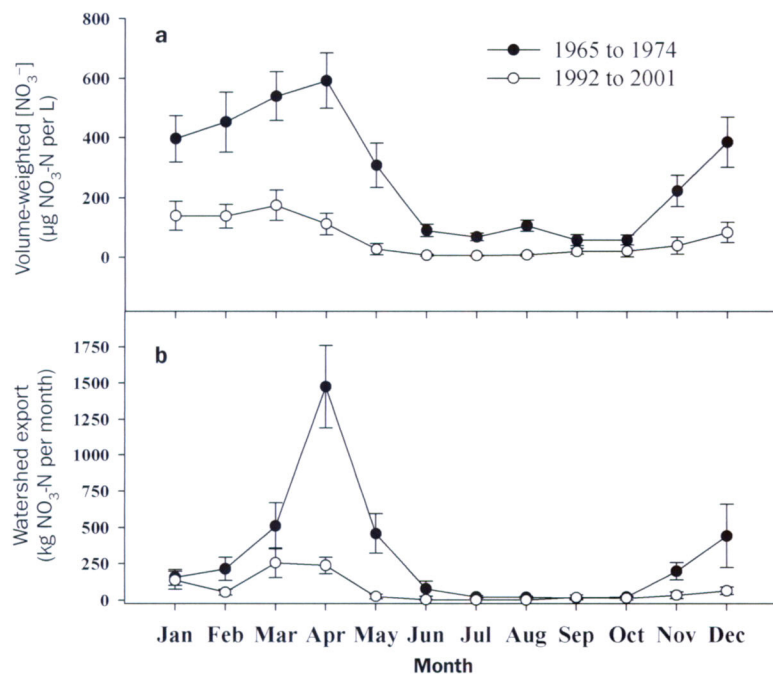 a
1965 to 1974
1992 to 2001
Volume-weighted [NO₃⁻]
(µg NO₃-N per L)
800
600
400
200
0
b
Watershed export
(kg NO₃-N per month)
1750
1500
1250
1000
750
500
250
0
Jan Feb Mar Apr May Jun Jul Aug Sep Oct Nov Dec
Month